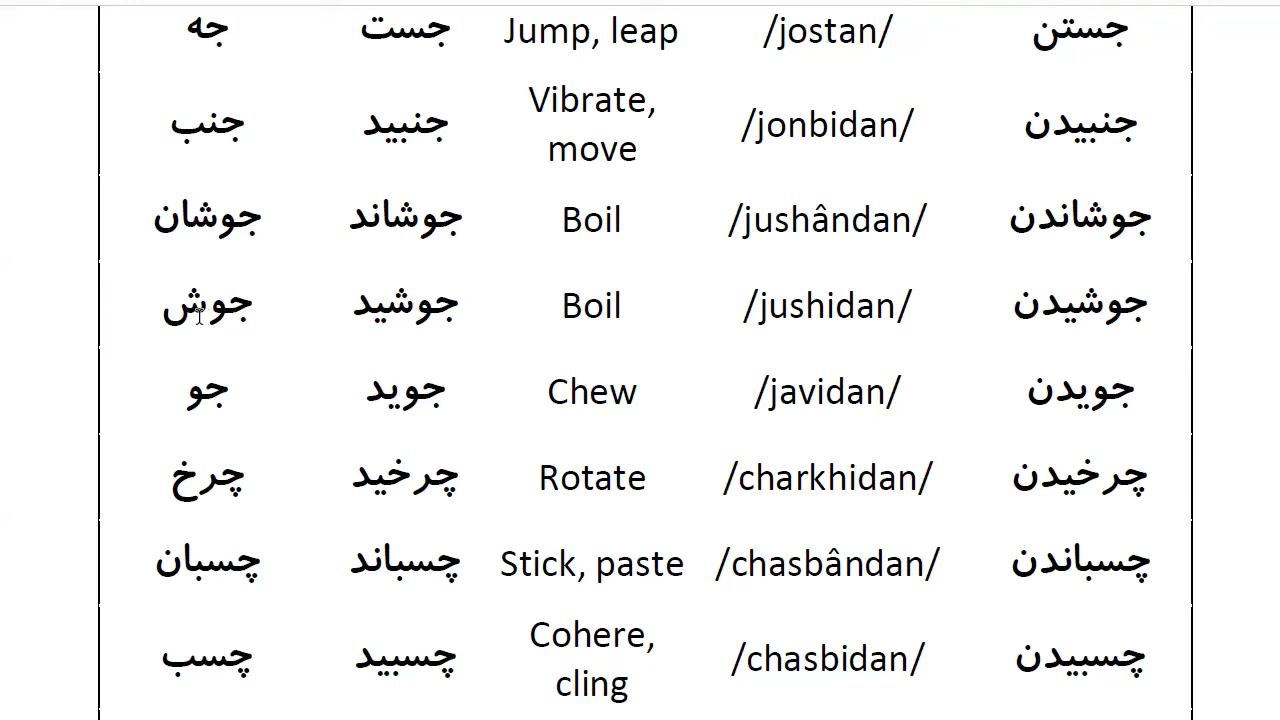 جستن /jostan/ Jump, leap جست جه
جنبیدن /jonbidan/ Vibrate, move جنبید جنب
جوشاندن /jushândan/ Boil جوشاند جوشان
جوشیدن /jushidan/ Boil جوشید جوش
جویدن /javidan/ Chew جوید جو
چرخیدن /charkhidan/ Rotate چرخید چرخ
چسباندن /chasbândan/ Stick, paste چسباند چسبان
چسبیدن /chasbidan/ Cohere, cling چسبید چسب